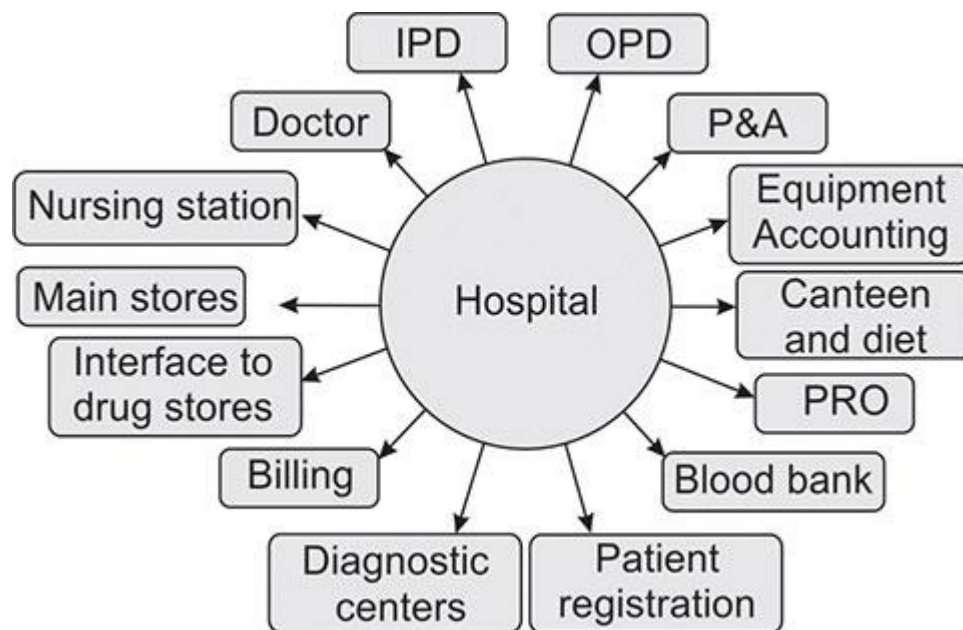 IPD
OPD
Doctor
P&A
Nursing station
Equipment
Accounting
Main stores
Hospital
Canteen
and diet
Interface to
drug stores
PRO
Billing
Blood bank
Diagnostic
centers
Patient
registration